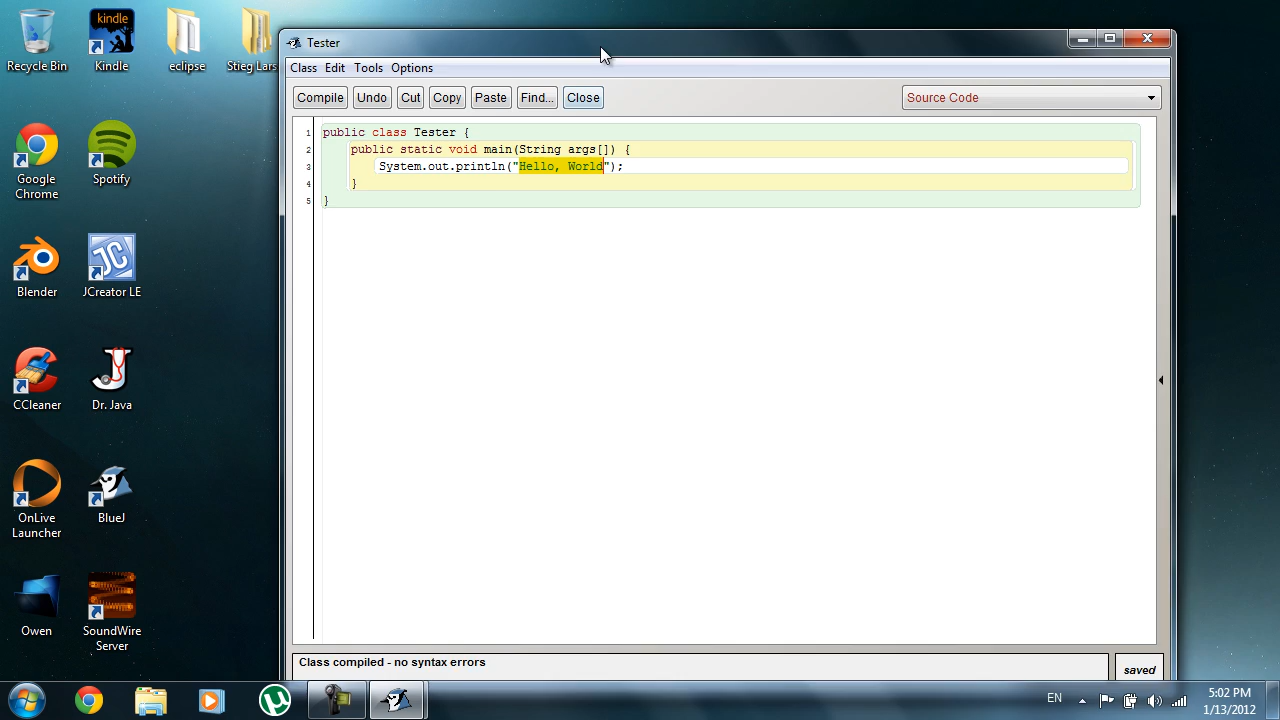 Recycle Bin
kindle
Kindle
eclipse
Stieg Lars
Google
Chrome
Spotify
Blender
JC
JCreator LE
CCleaner
J
Dr. Java
OnLive
Launcher
BlueJ
Owen
SoundWire
Server
Tester
Class Edit Tools Options
Compile Undo Cut Copy Paste Find... Close Source Code
1 public class Tester {
2 public static void main(String args[]) {
3 System.out.println("Hello, World");
4 }
5 }
Class compiled - no syntax errors
saved
EN
5:02 PM
1/13/2012